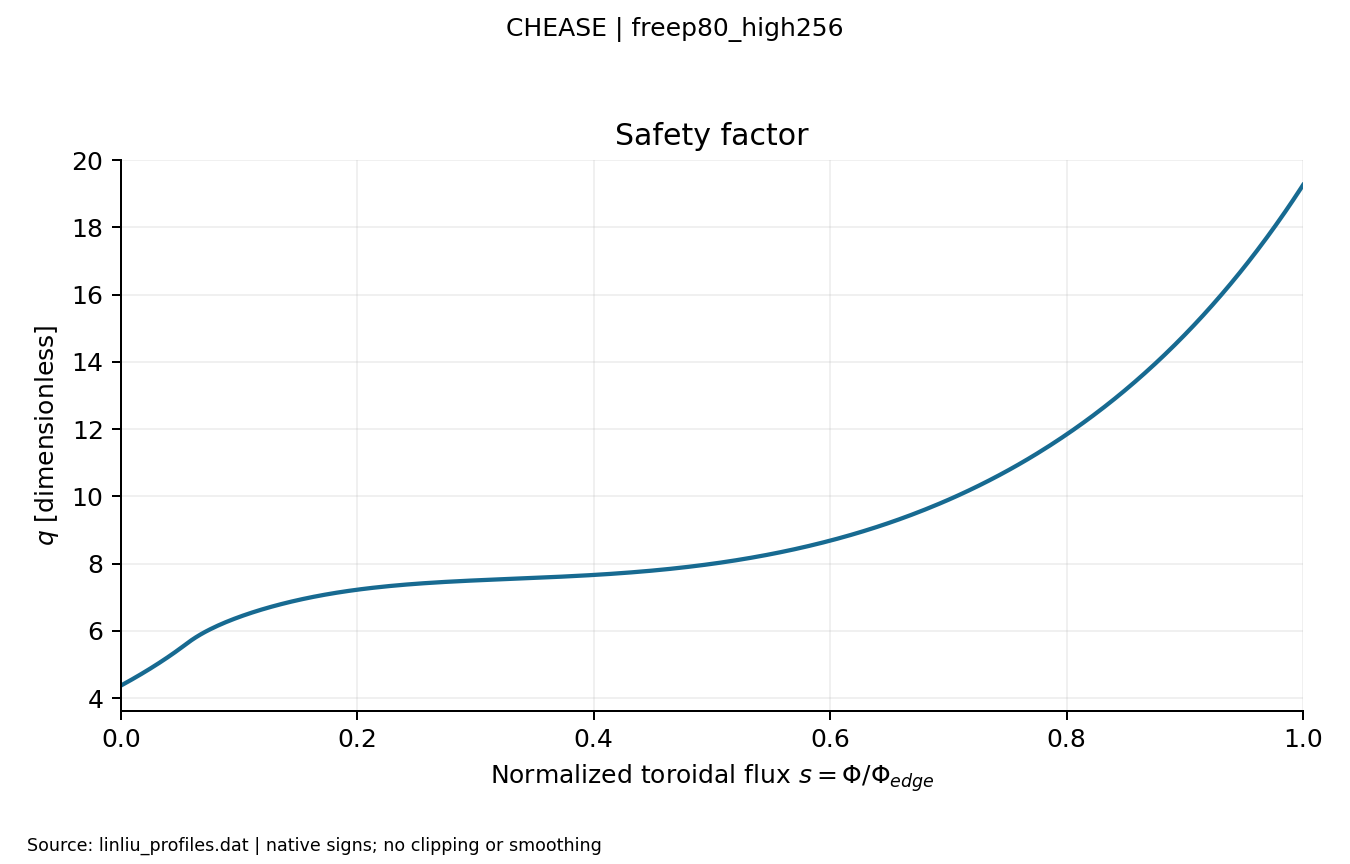 CHEASE | freep80_high256
Safety factor
20
18
16
14
12
10
8
6
4
q [dimensionless]
0.0 0.2 0.4 0.6 0.8 1.0
Normalized toroidal flux s = Φ/Φedge
Source: linliu_profiles.dat | native signs; no clipping or smoothing